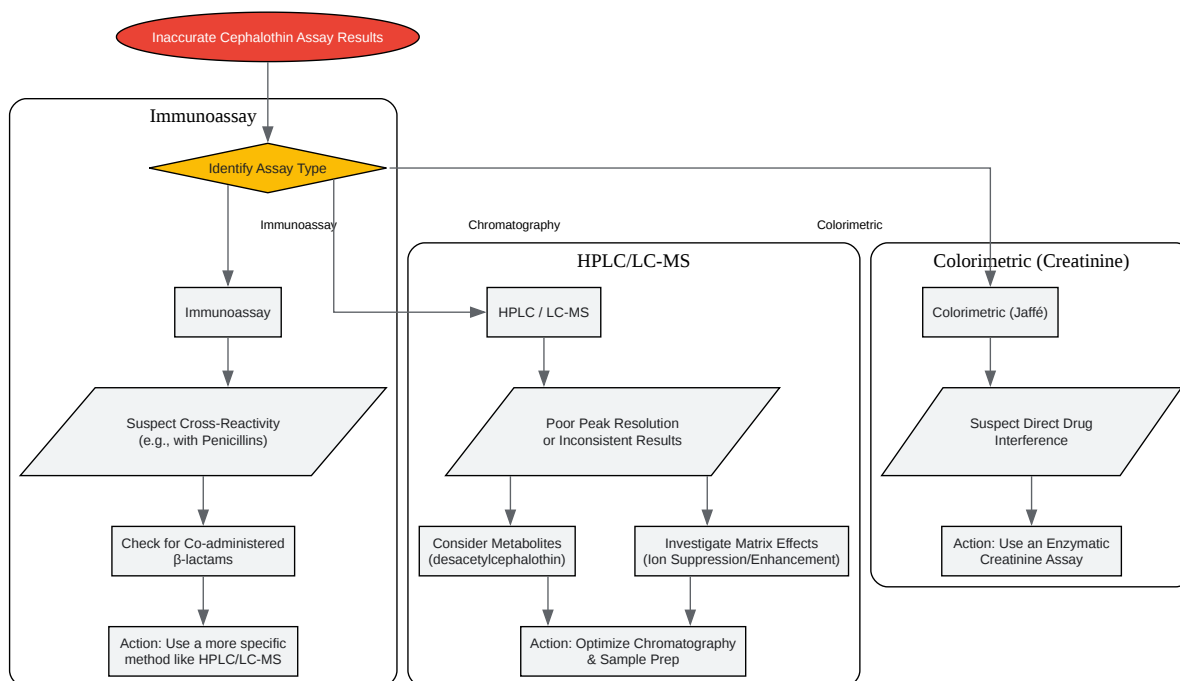 Inaccurate Cephalothin Assay Results
Immunoassay
Identify Assay Type
Immunoassay
Chromatography
Colorimetric
HPLC/LC-MS
Colorimetric (Creatinine)
Immunoassay
HPLC / LC-MS
Colorimetric (Jaffé)
Suspect Cross-Reactivity
(e.g., with Penicillins)
Poor Peak Resolution
or Inconsistent Results
Suspect Direct Drug
Interference
Check for Co-administered
β-lactams
Consider Metabolites
(desacetylcephalothin)
Investigate Matrix Effects
(Ion Suppression/Enhancement)
Action: Use an Enzymatic
Creatinine Assay
Action: Use a more specific
method like HPLC/LC-MS
Action: Optimize Chromatography
& Sample Prep